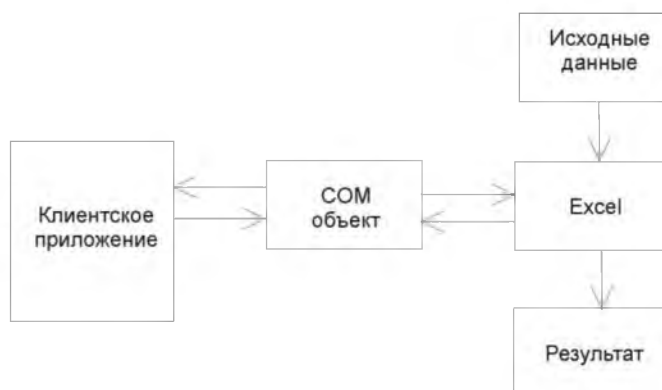 Исходные
данные
Клиентское
приложение
COM
объект
Excel
Результат